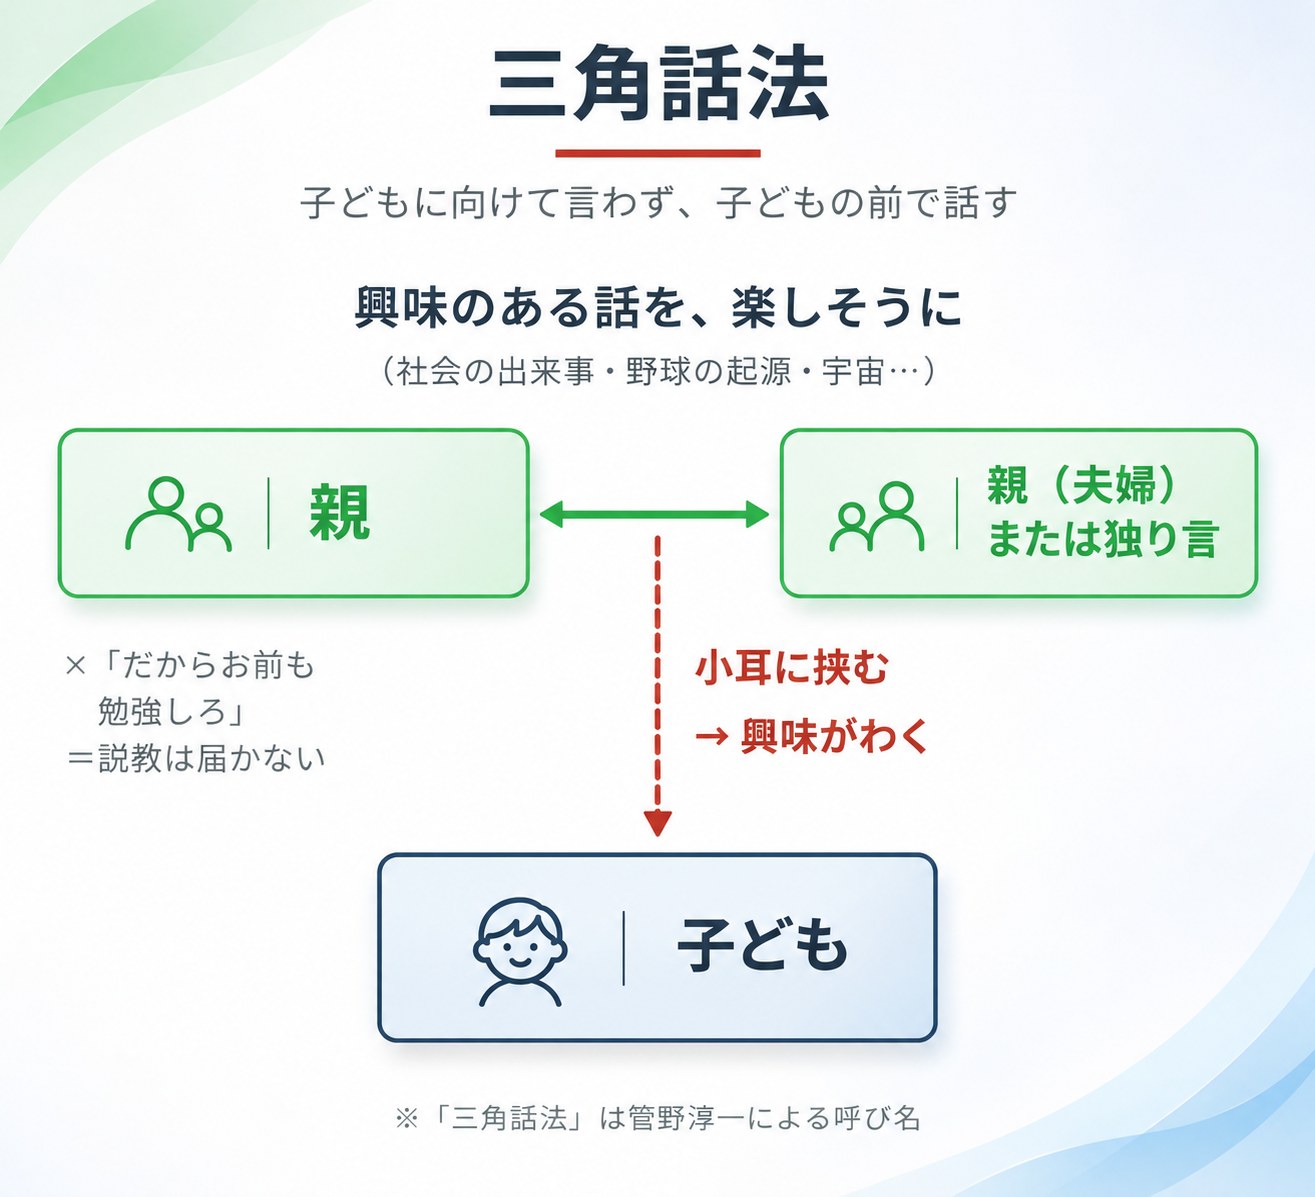 三角話法
子どもに向けて言わず、子どもの前で話す
興味のある話を、楽しそうに
（社会の出来事・野球の起源・宇宙…）
親
親（夫婦）
または独り言
×「だからお前も
勉強しろ」
＝説教は届かない
小耳に挟む
→ 興味がわく
子ども
※「三角話法」は管野淳一による呼び名